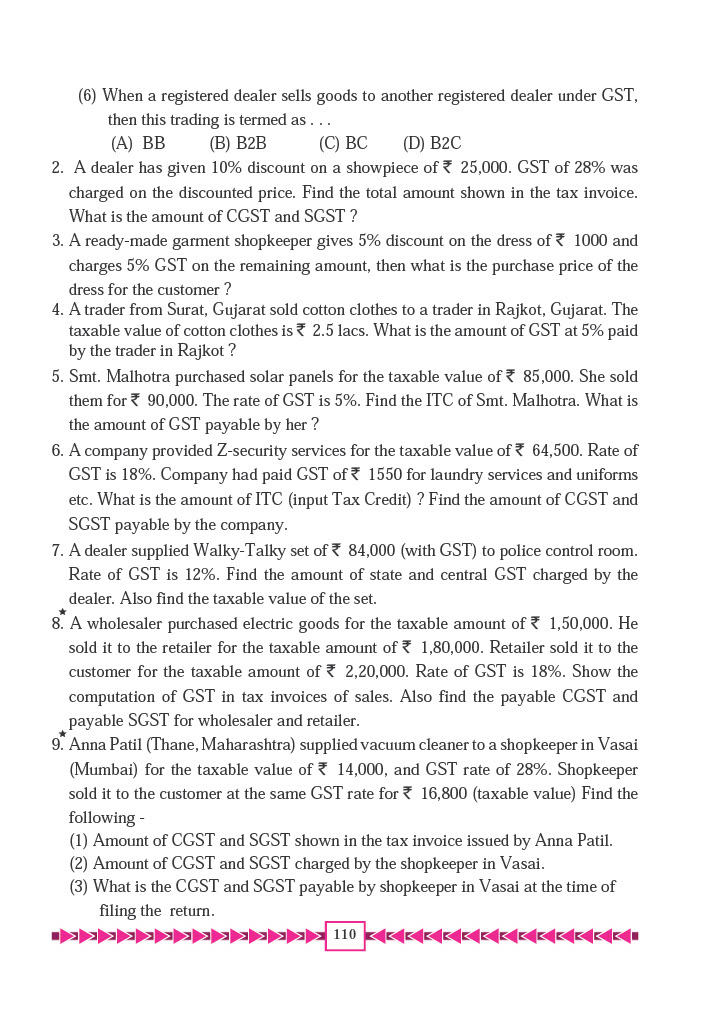 (6) When a registered dealer sells goods to another registered dealer under GST,
then this trading is termed as . . .
(A) BB (B) B2B (C) BC (D) B2C
2. A dealer has given 10% discount on a showpiece of ₹ 25,000. GST of 28% was
charged on the discounted price. Find the total amount shown in the tax invoice.
What is the amount of CGST and SGST ?
3. A ready-made garment shopkeeper gives 5% discount on the dress of ₹ 1000 and
charges 5% GST on the remaining amount, then what is the purchase price of the
dress for the customer ?
4. A trader from Surat, Gujarat sold cotton clothes to a trader in Rajkot, Gujarat. The
taxable value of cotton clothes is ₹ 2.5 lacs. What is the amount of GST at 5% paid
by the trader in Rajkot ?
5. Smt. Malhotra purchased solar panels for the taxable value of ₹ 85,000. She sold
them for ₹ 90,000. The rate of GST is 5%. Find the ITC of Smt. Malhotra. What is
the amount of GST payable by her ?
6. A company provided Z-security services for the taxable value of ₹ 64,500. Rate of
GST is 18%. Company had paid GST of ₹ 1550 for laundry services and uniforms
etc. What is the amount of ITC (input Tax Credit) ? Find the amount of CGST and
SGST payable by the company.
7. A dealer supplied Walky-Talky set of ₹ 84,000 (with GST) to police control room.
Rate of GST is 12%. Find the amount of state and central GST charged by the
dealer. Also find the taxable value of the set.
★8. A wholesaler purchased electric goods for the taxable amount of ₹ 1,50,000. He
sold it to the retailer for the taxable amount of ₹ 1,80,000. Retailer sold it to the
customer for the taxable amount of ₹ 2,20,000. Rate of GST is 18%. Show the
computation of GST in tax invoices of sales. Also find the payable CGST and
payable SGST for wholesaler and retailer.
★9. Anna Patil (Thane, Maharashtra) supplied vacuum cleaner to a shopkeeper in Vasai
(Mumbai) for the taxable value of ₹ 14,000, and GST rate of 28%. Shopkeeper
sold it to the customer at the same GST rate for ₹ 16,800 (taxable value) Find the
following -
(1) Amount of CGST and SGST shown in the tax invoice issued by Anna Patil.
(2) Amount of CGST and SGST charged by the shopkeeper in Vasai.
(3) What is the CGST and SGST payable by shopkeeper in Vasai at the time of
filing the return.
110